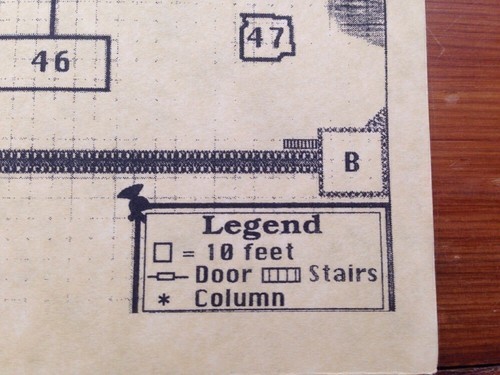 47
46
B
Legend
= 10 feet
Door Stairs
* Column